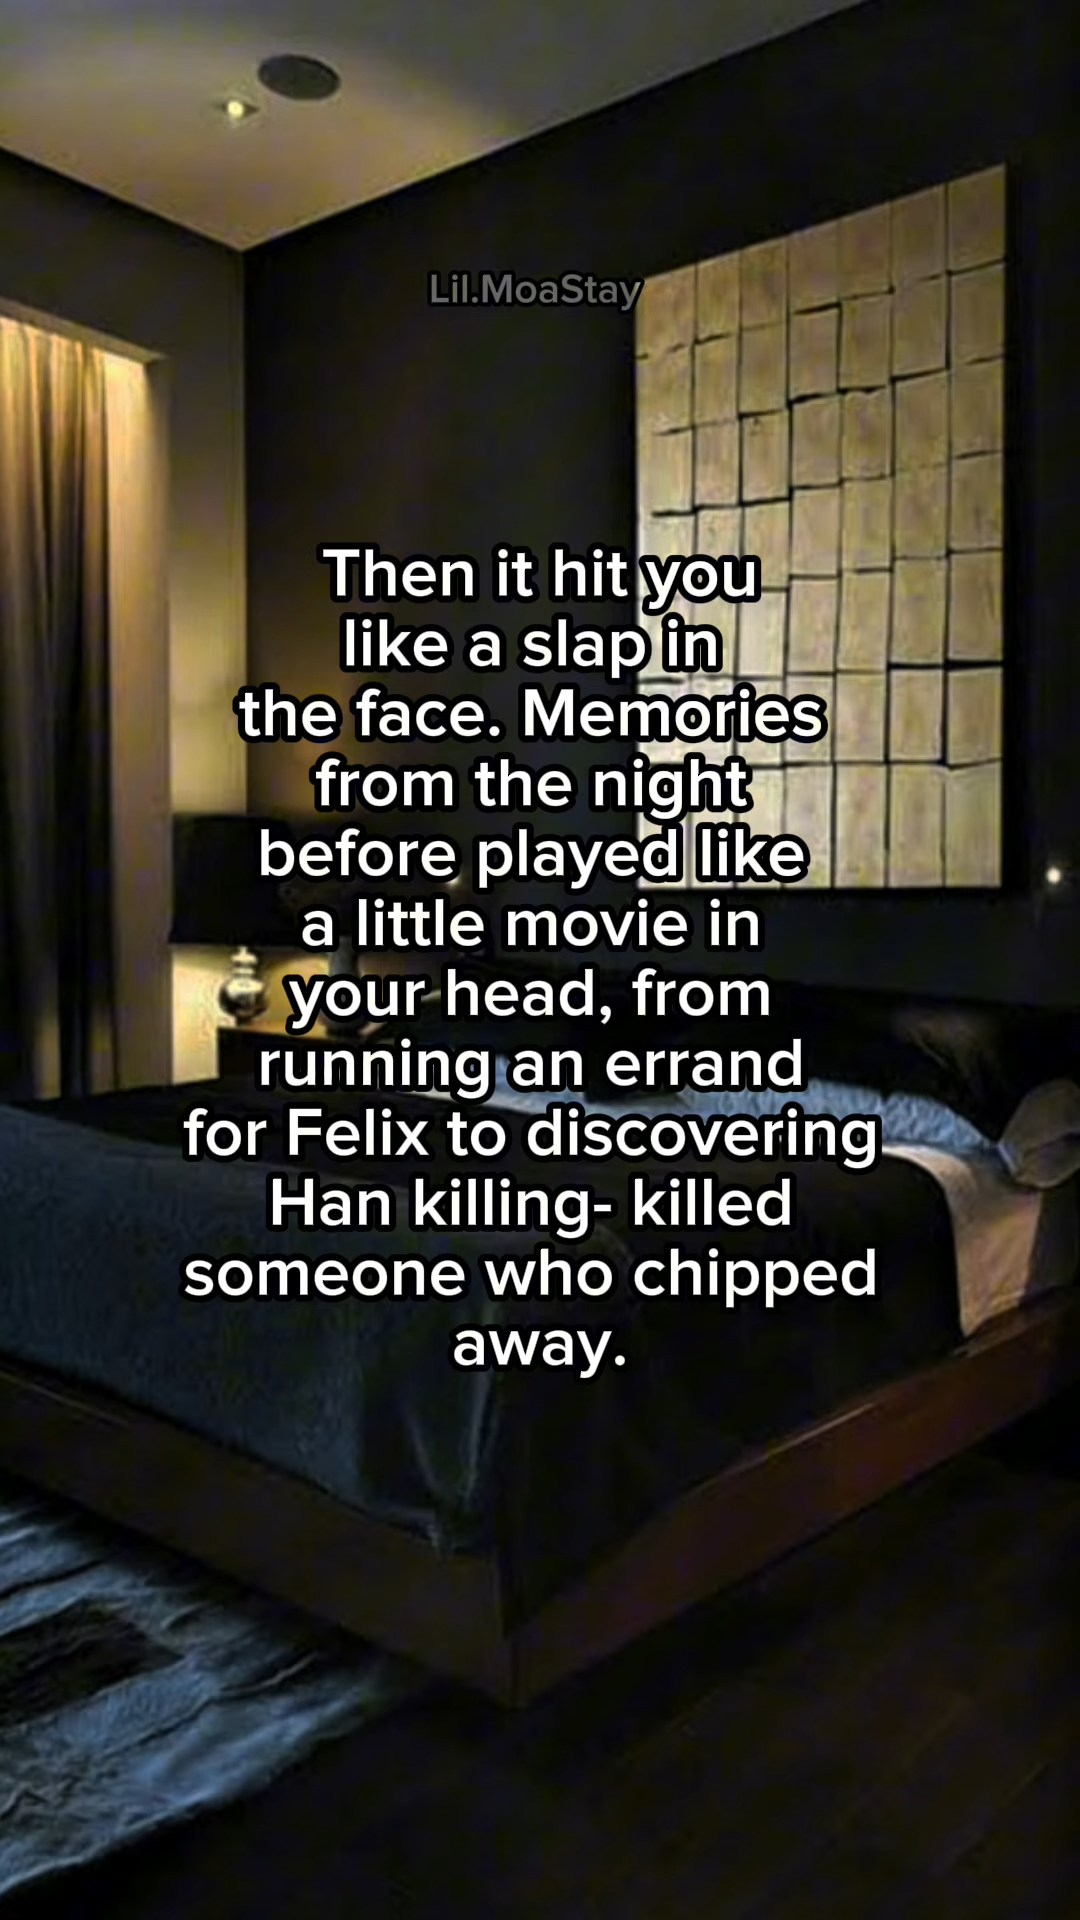 Lil.MoaStay
Then it hit you
like a slap in
the face. Memories
from the night
before played like
a little movie in
your head, from
running an errand
for Felix to discovering
Han killing- killed
someone who chipped
away.